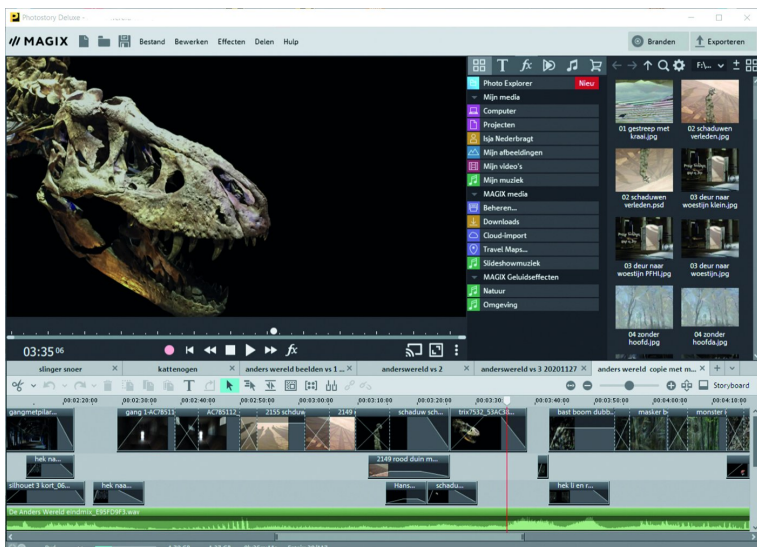 Photostory Deluxe -
MAGIX Bestand Bewerken Effecten Delen Hulp
Branden Exporteren
F:\...
Photo Explorer Nieu
Mijn media
Computer
Projecten
Isja Nederbragt
Mijn afbeeldingen
Mijn video's
Mijn muziek
MAGIX media
Beheren...
Downloads
Cloud-import
Travel Maps...
Slideshowmuziek
MAGIX Geluidseffecten
Natuur
Omgeving
01 gestreep met kraai.jpg
02 schaduwen verleden.jpg
02 schaduwen verleden.psd
03 deur naar woestijn klein.jpg
03 deur naar woestijn PFHI.jpg
03 deur naar woestijn.jpg
04 zonder hoofd.jpg
04 zonder hoofdа.jpg
03:35 06
slinger snoer
kattenogen
anders wereld beelden vs 1 ...
anderswereld vs 2
anderswereld vs 3 20201127
anders wereld copie met m...
Storyboard
,00:02:20:00 ,00:02:30:00 ,00:02:40:00 ,00:02:50:00 ,00:03:00:00 ,00:03:10:00 ,00:03:20:00 ,00:03:30: ,00:03:40:00 ,00:03:50:00 ,00:04:00:00 ,00:04:10:00
gangmetpilar... gang 1-AC7B511 AC7B5112 2155 schduw 2149 schaduw sch... trix7532_53AC38... bast boom dubb... masker b monster
hek na... 2149 rood duin m...
silhouet 3 kort_06... hek naa... Hans... schadu... hek li en r...
De Anders Wereld eindmix_E95FD9F3.wav